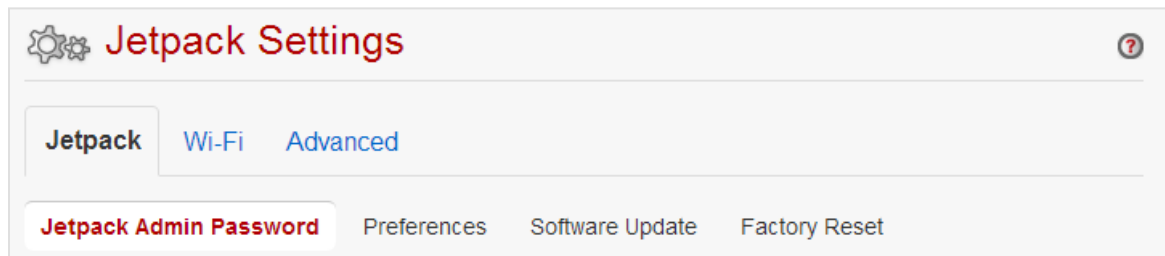 Jetpack Settings ?
Jetpack Wi-Fi Advanced
Jetpack Admin Password Preferences Software Update Factory Reset